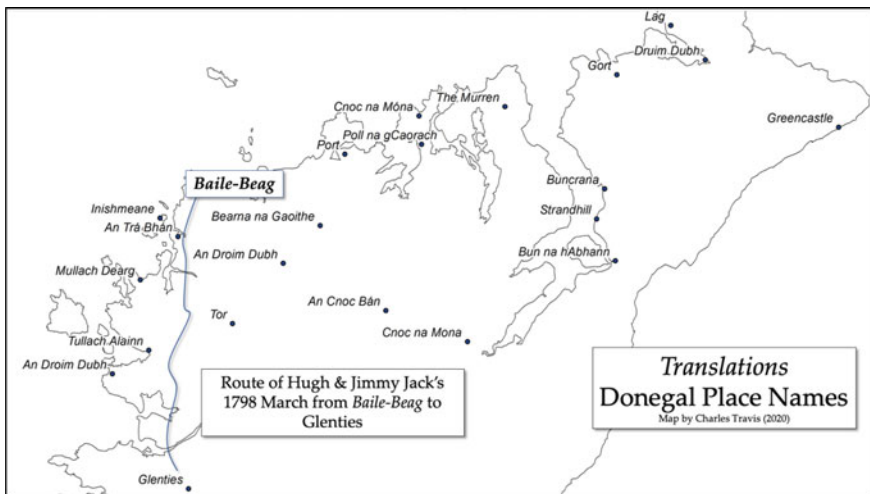 Lag
Druim Dubh
Gort
The Murren
Cnoc na Móna
Greencastle
Poll na gCaorach
Port
Baile-Beag
Buncrana
Inishmeane
Bearna na Gaoithe
Strandhill
An Trá Bhán
An Droim Dubh
Bun na hAbhann
Mullach Dearg
An Cnoc Bán
Tor
Cnoc na Mona
Tullach Alainn
An Droim Dubh
Translations
Donegal Place Names
Map by Charles Travis (2020)
Route of Hugh & Jimmy Jack's
1798 March from Baile-Beag to
Glenties
Glenties